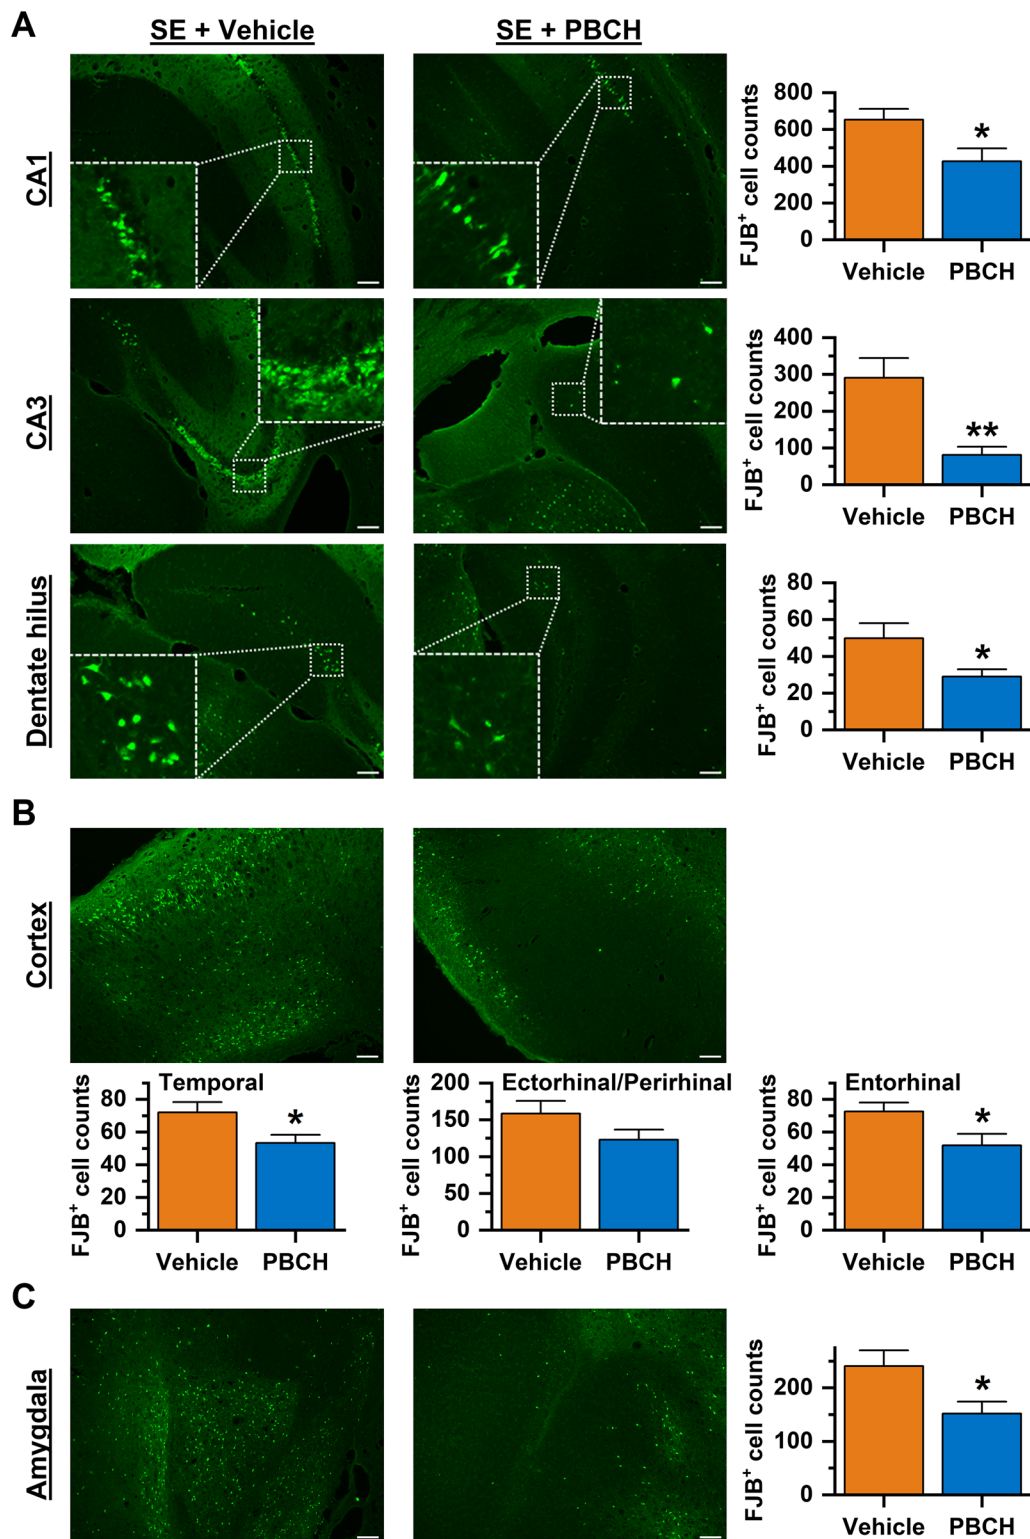 A
SE + Vehicle
SE + PBCH
CA1
FJB+ cell counts
800
600
400
200
0
*
Vehicle
PBCH
CA3
FJB+ cell counts
400
300
200
100
0
**
Vehicle
PBCH
Dentate hilus
FJB+ cell counts
80
60
40
20
0
*
Vehicle
PBCH
B
Cortex
Temporal
FJB+ cell counts
80
60
40
20
0
*
Vehicle
PBCH
Ectorhinal/Perirhinal
FJB+ cell counts
200
150
100
50
0
Vehicle
PBCH
Entorhinal
FJB+ cell counts
80
60
40
20
0
*
Vehicle
PBCH
C
Amygdala
FJB+ cell counts
200
100
0
*
Vehicle
PBCH